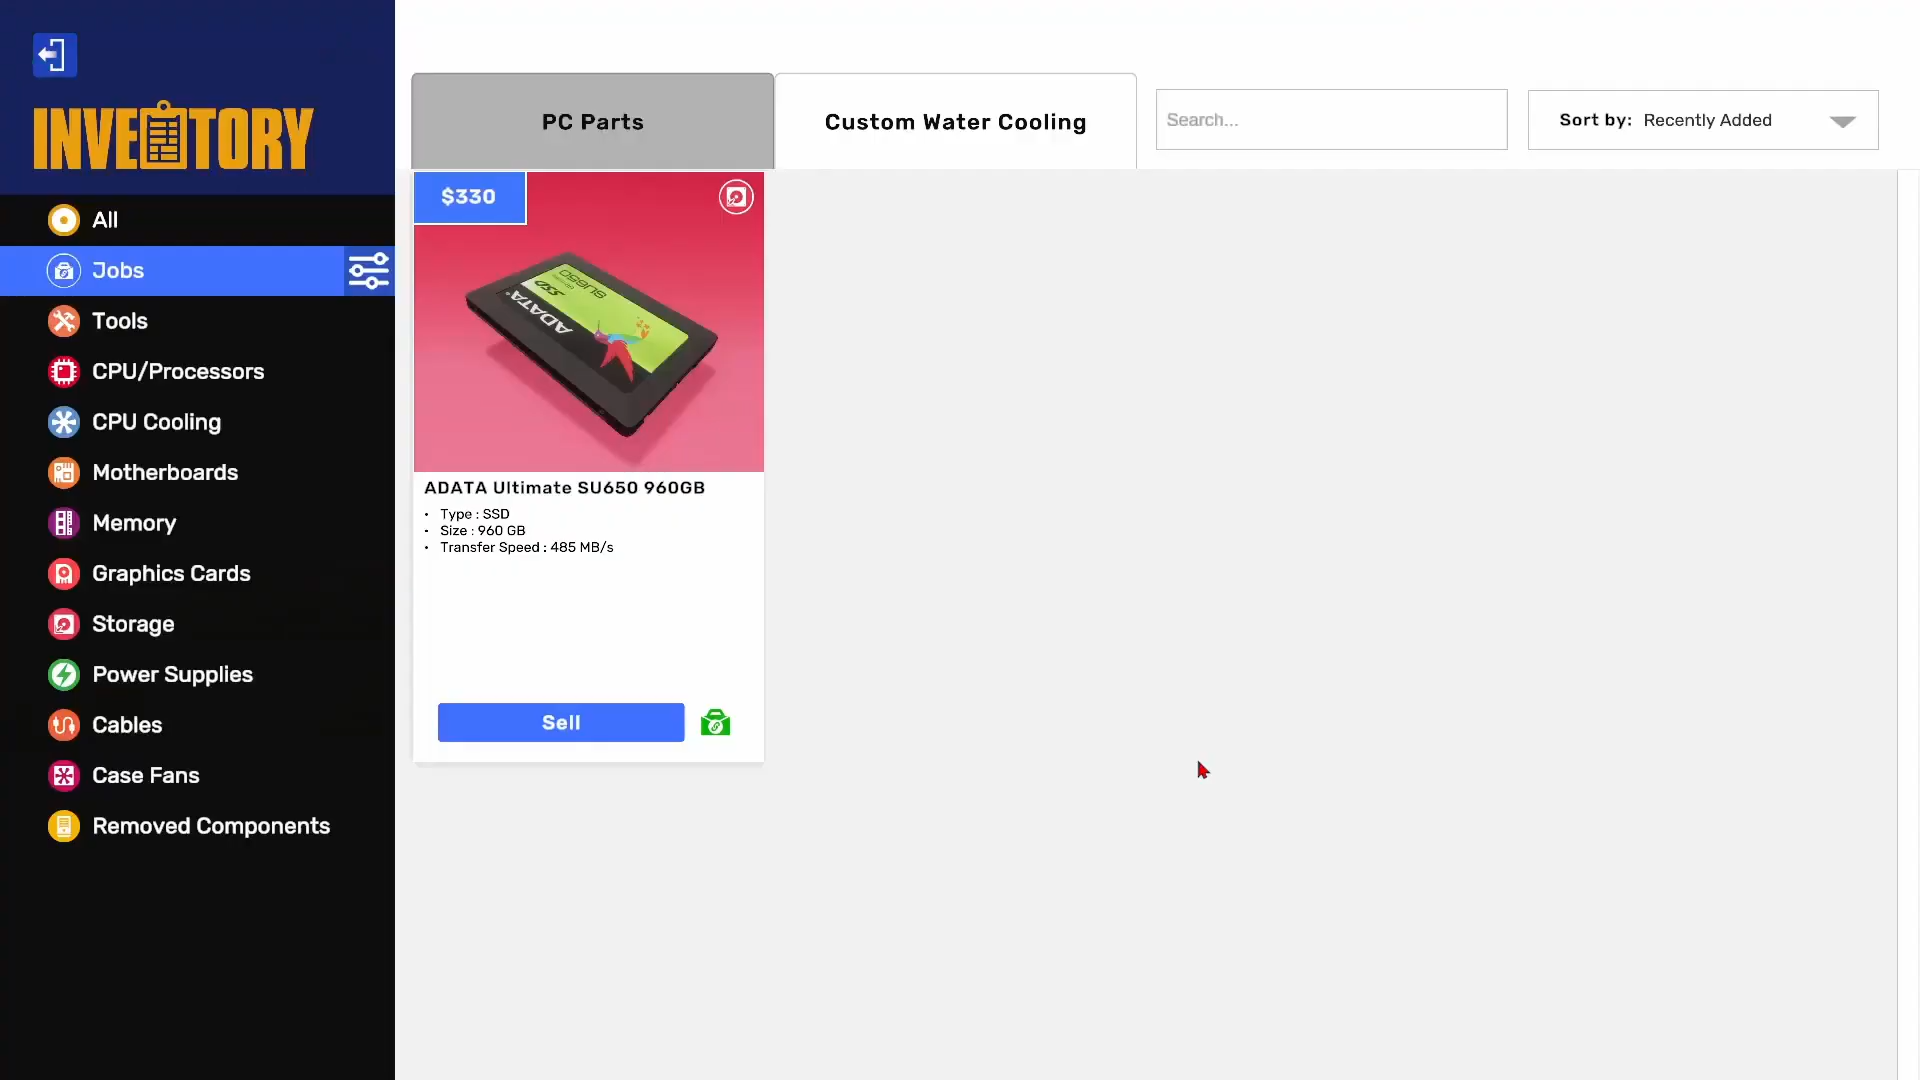 INVENTORY
All
Jobs
Tools
CPU/Processors
CPU Cooling
Motherboards
Memory
Graphics Cards
Storage
Power Supplies
Cables
Case Fans
Removed Components
PC Parts
Custom Water Cooling
Search...
Sort by: Recently Added
$330
SU650
SSD
ADATA
ADATA Ultimate SU650 960GB
• Type : SSD
• Size : 960 GB
• Transfer Speed : 485 MB/s
Sell